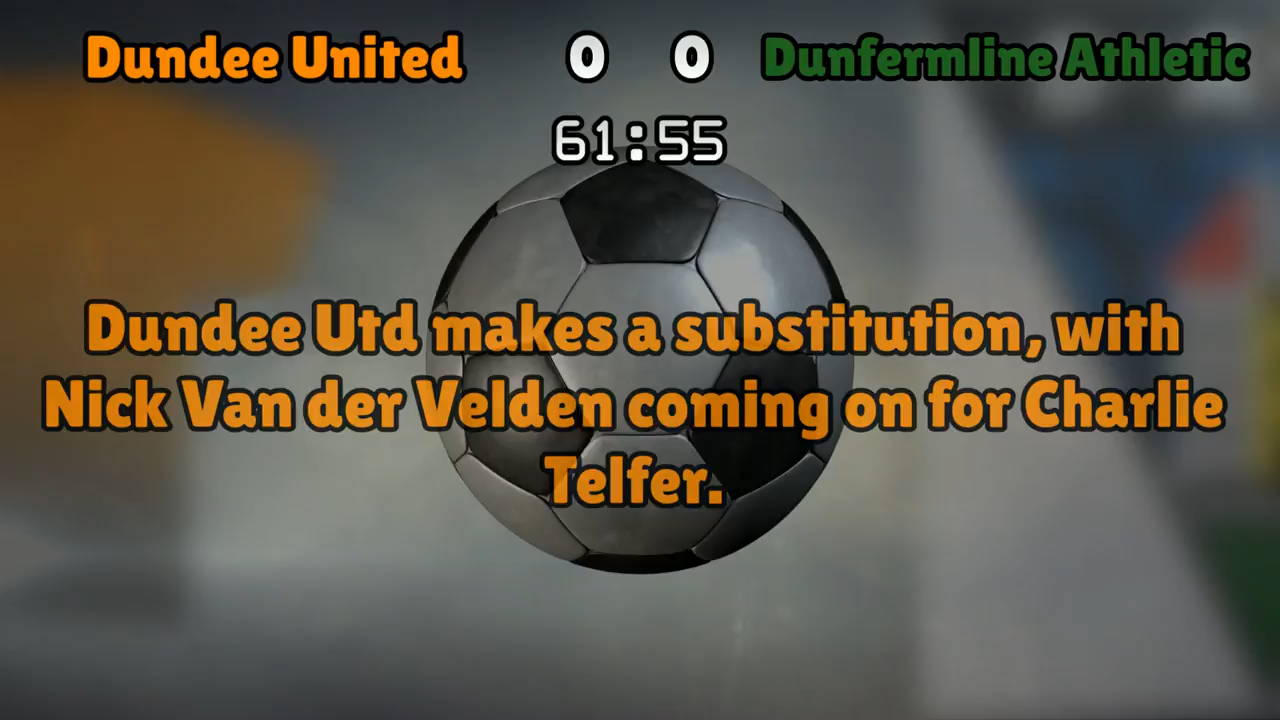 Dundee United 0 0 Dunfermline Athletic
61:55
Dundee Utd makes a substitution, with
Nick Van der Velden coming on for Charlie
Telfer.